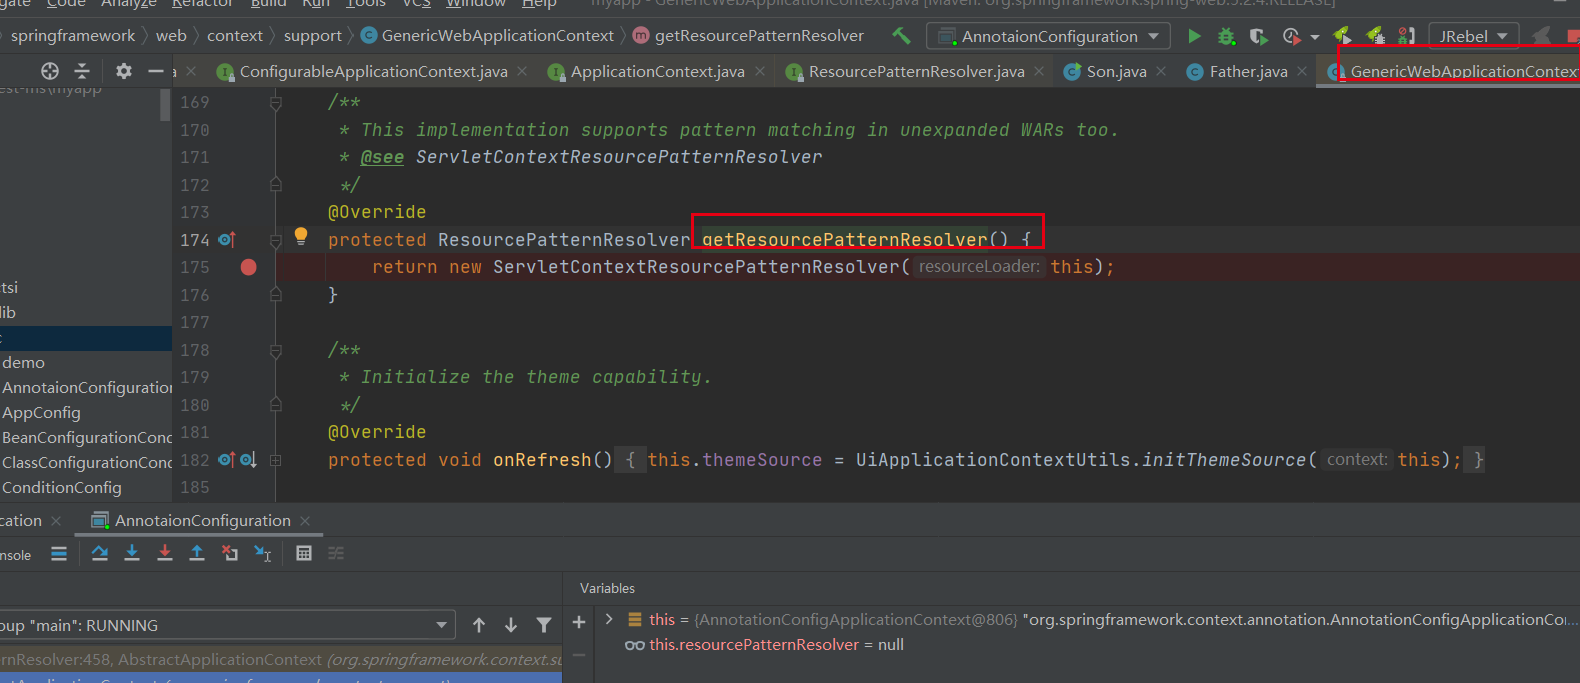 Code Analyze Refactor Build Run Tools VCS Window Help myapp - GenericWebApplicationContext.java [Maven: org.springframework:spring-web:5.2.4.RELEASE]
springframework web context support GenericWebApplicationContext getResourcePatternResolver AnnotaionConfiguration JRebel
a ConfigurableApplicationContext.java ApplicationContext.java ResourcePatternResolver.java Son.java Father.java GenericWebApplicationContex
est-ms\myapp
169 /**
170 * This implementation supports pattern matching in unexpanded WARs too.
171 * @see ServletContextResourcePatternResolver
172 */
173 @Override
174 protected ResourcePatternResolver getResourcePatternResolver() {
175 return new ServletContextResourcePatternResolver( resourceLoader: this);
176 }
177
178 /**
179 * Initialize the theme capability.
180 */
181 @Override
182 protected void onRefresh() { this.themeSource = UiApplicationContextUtils.initThemeSource( context: this); }
185
tsi
lib
demo
AnnotaionConfiguration
AppConfig
BeanConfigurationConc
ClassConfigurationConc
ConditionConfig
cation AnnotaionConfiguration
nsole
Variables
oup "main": RUNNING
this = {AnnotationConfigApplicationContext@806} "org.springframework.context.annotation.AnnotationConfigApplicationCo...
this.resourcePatternResolver = null
rnResolver:458, AbstractApplicationContext (org.springframework.context.su